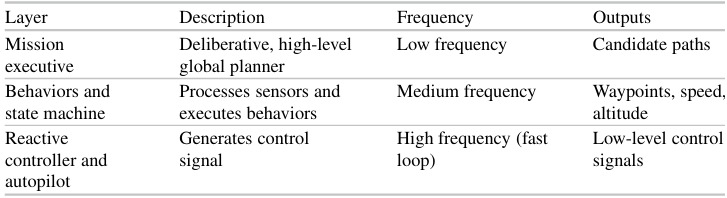 Layer Description Frequency Outputs
Mission Deliberative, high-level Low frequency Candidate paths
executive global planner
Behaviors and Processes sensors and Medium frequency Waypoints, speed,
state machine executes behaviors altitude
Reactive Generates control High frequency (fast Low-level control
controller and signal loop) signals
autopilot